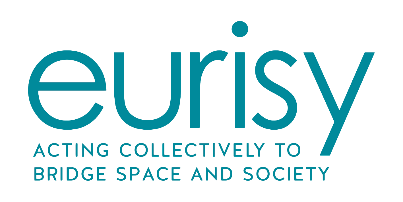 eurisy
ACTING COLLECTIVELY TO
BRIDGE SPACE AND SOCIETY